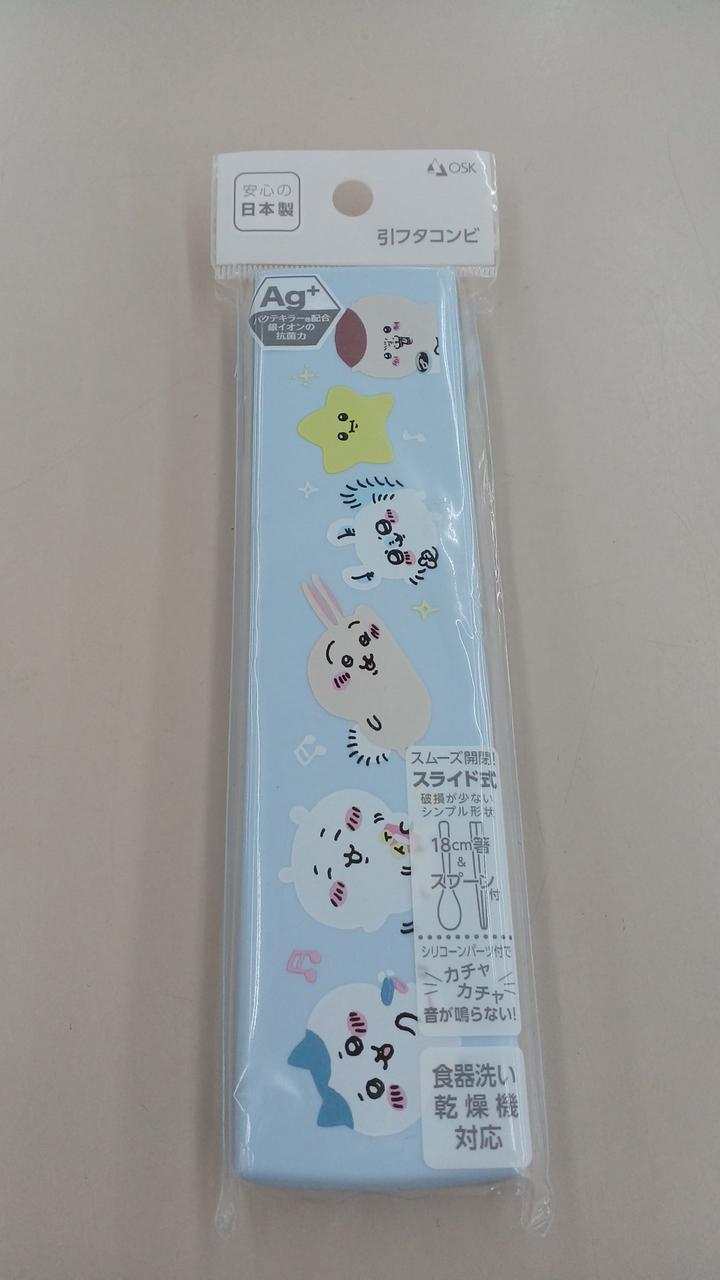 OSK
安心の
日本製
引フタコンビ
Ag+
バクテキラー®配合
銀イオンの
抗菌力
スムーズ開閉!
スライド式
破損が少ない
シンプル形状
18cm箸
&
スプーン付
シリコーンパーツ付で
カチャ
カチャ
音が鳴らない!
食器洗い
乾燥機
対応